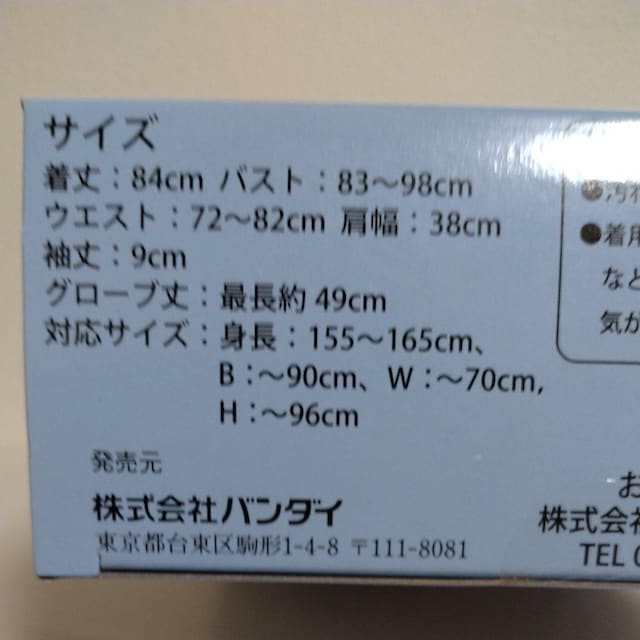 サイズ
着丈：84cm バスト：83～98cm
ウエスト：72～82cm 肩幅：38cm
袖丈：9cm
グローブ丈：最長約 49cm
対応サイズ：身長：155～165cm、
B：～90cm、W：～70cm,
H：～96cm
発売元
株式会社バンダイ
東京都台東区駒形1-4-8 〒111-8081
●着用
など
気が
お
株式会社
TEL 0